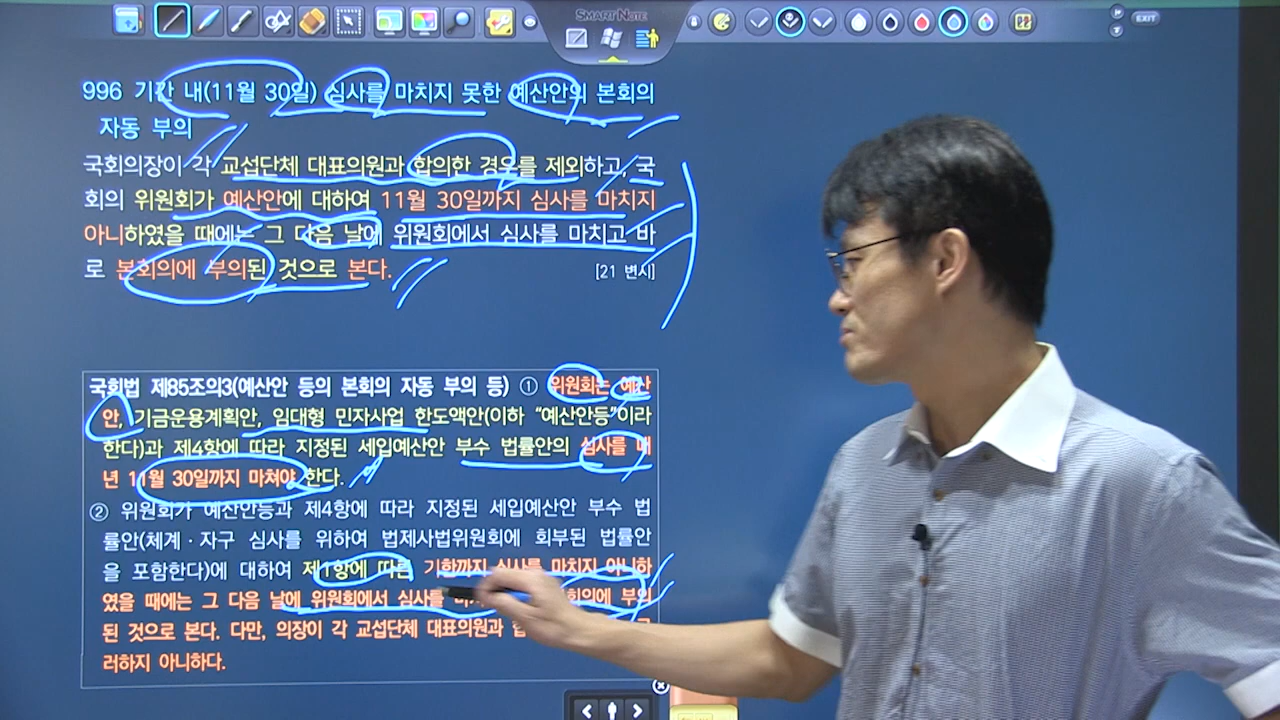 SMART NOTE
EXIT
996 기간 내(11월 30일) 심사를 마치지 못한 예산안의 본회의
자동 부의
국회의장이 각 교섭단체 대표의원과 합의한 경우를 제외하고, 국
회의 위원회가 예산안에 대하여 11월 30일까지 심사를 마치지
아니하였을 때에는 그 다음 날에 위원회에서 심사를 마치고 바
로 본회의에 부의된 것으로 본다.
[21 변시]
국회법 제85조의3(예산안 등의 본회의 자동 부의 등) ① 위원회는 예산
안, 기금운용계획안, 임대형 민자사업 한도액안(이하 “예산안등”이라
한다)과 제4항에 따라 지정된 세입예산안 부수 법률안의 심사를 매
년 11월 30일까지 마쳐야 한다.
② 위원회가 예산안등과 제4항에 따라 지정된 세입예산안 부수 법
률안(체계·자구 심사를 위하여 법제사법위원회에 회부된 법률안
을 포함한다)에 대하여 제1항에 따른 기한까지 심사를 마치지 아니하
였을 때에는 그 다음 날에 위원회에서 심사를 부의
된 것으로 본다. 다만, 의장이 각 교섭단체 대표의원과
러하지 아니하다.